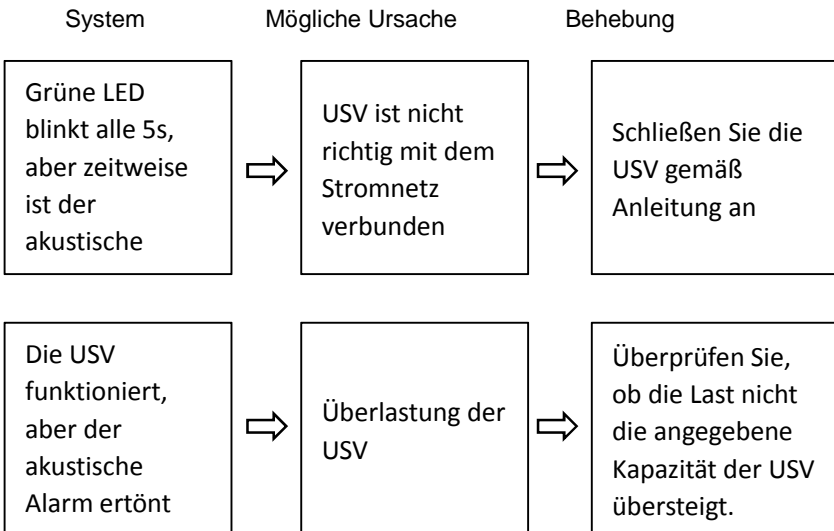 System Mögliche Ursache Behebung
Grüne LED
blinkt alle 5s,
aber zeitweise
ist der
akustische
USV ist nicht
richtig mit dem
Stromnetz
verbunden
Schließen Sie die
USV gemäß
Anleitung an
Die USV
funktioniert,
aber der
akustische
Alarm ertönt
Überlastung der
USV
Überprüfen Sie,
ob die Last nicht
die angegebene
Kapazität der USV
übersteigt.